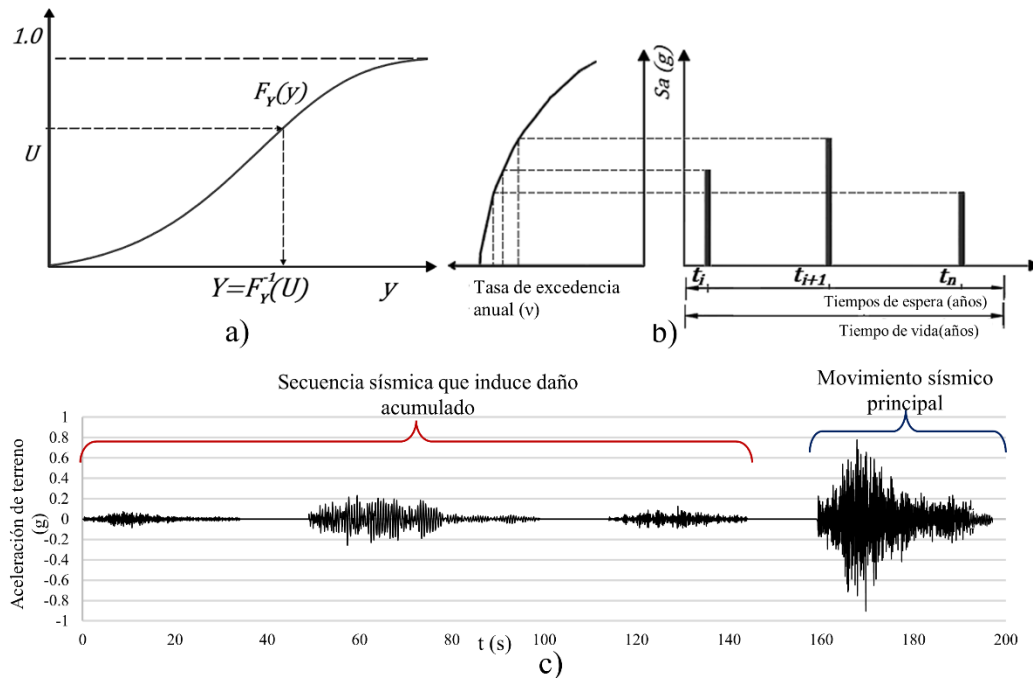 1.0
F_Y(y)
U
Y=F_Y^-1(U)
y
a)
Sa (g)
Tasa de excedencia
anual (ν)
t_i
t_i+1
t_n
Tiempos de espera (años)
Tiempo de vida(años)
b)
Secuencia sísmica que induce daño
acumulado
Movimiento sísmico
principal
Aceleración de terreno
(g)
1
0.8
0.6
0.4
0.2
0
-0.2
-0.4
-0.6
-0.8
-1
0 20 40 60 80 100 120 140 160 180 200
t (s)
c)